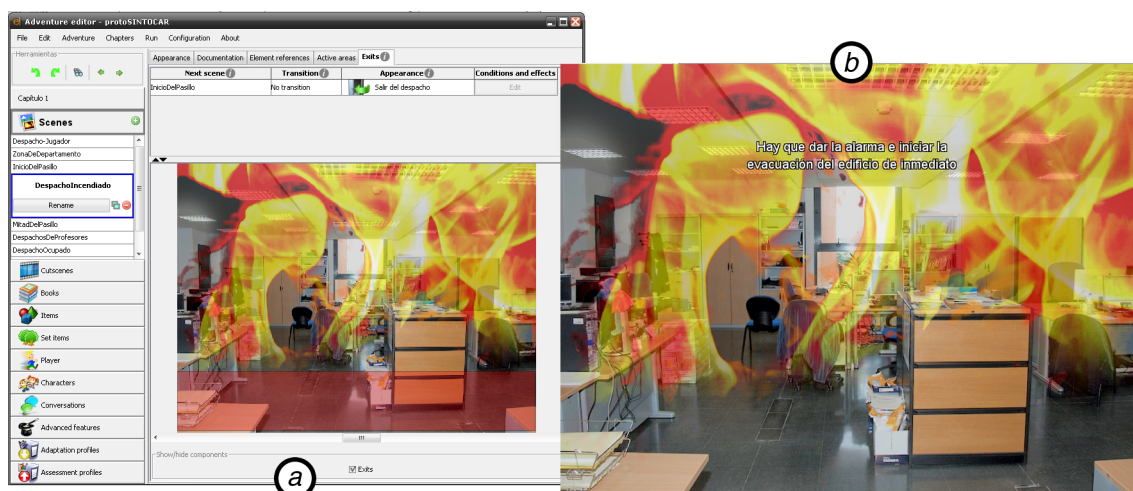 Adventure editor - protoSINTOCAR
File Edit Adventure Chapters Run Configuration About
Herramientas
Capítulo 1
Scenes
Despacho-Jugador
ZonaDeDepartamento
InicioDelPasillo
DespachoIncendiado
Rename
MitadDelPasillo
DespachosDeProfesores
DespachoOcupado
Cutscenes
Books
Items
Set items
Player
Characters
Conversations
Advanced features
Adaptation profiles
Assessment profiles
Appearance Documentation Element references Active areas Exits
Next scene Transition Appearance Conditions and effects
InicioDelPasillo No transition Salir del despacho Edit
Show/hide components
Exits
a
b
Hay que dar la alarma e iniciar la
evacuacion del edificio de inmediato